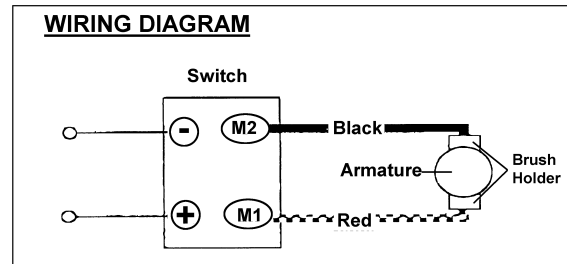 WIRING DIAGRAM
Switch
- M2 Black
Armature
Brush
Holder
+ M1 Red